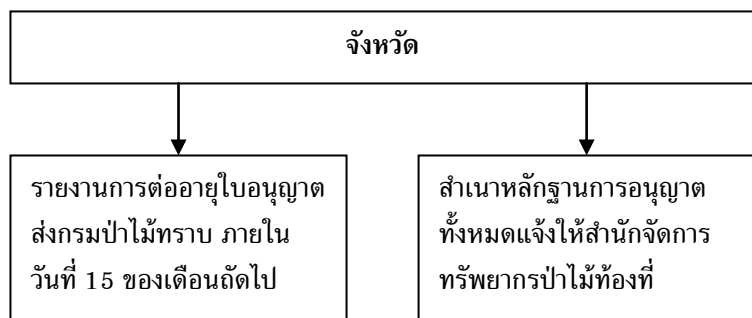 จังหวัด
รายงานการต่ออายุใบอนุญาต
ส่งกรมป่าไม้ทราบ ภายใน
วันที่ 15 ของเดือนถัดไป
สำเนาหลักฐานการอนุญาต
ทั้งหมดแจ้งให้สำนักจัดการ
ทรัพยากรป่าไม้ท้องที่